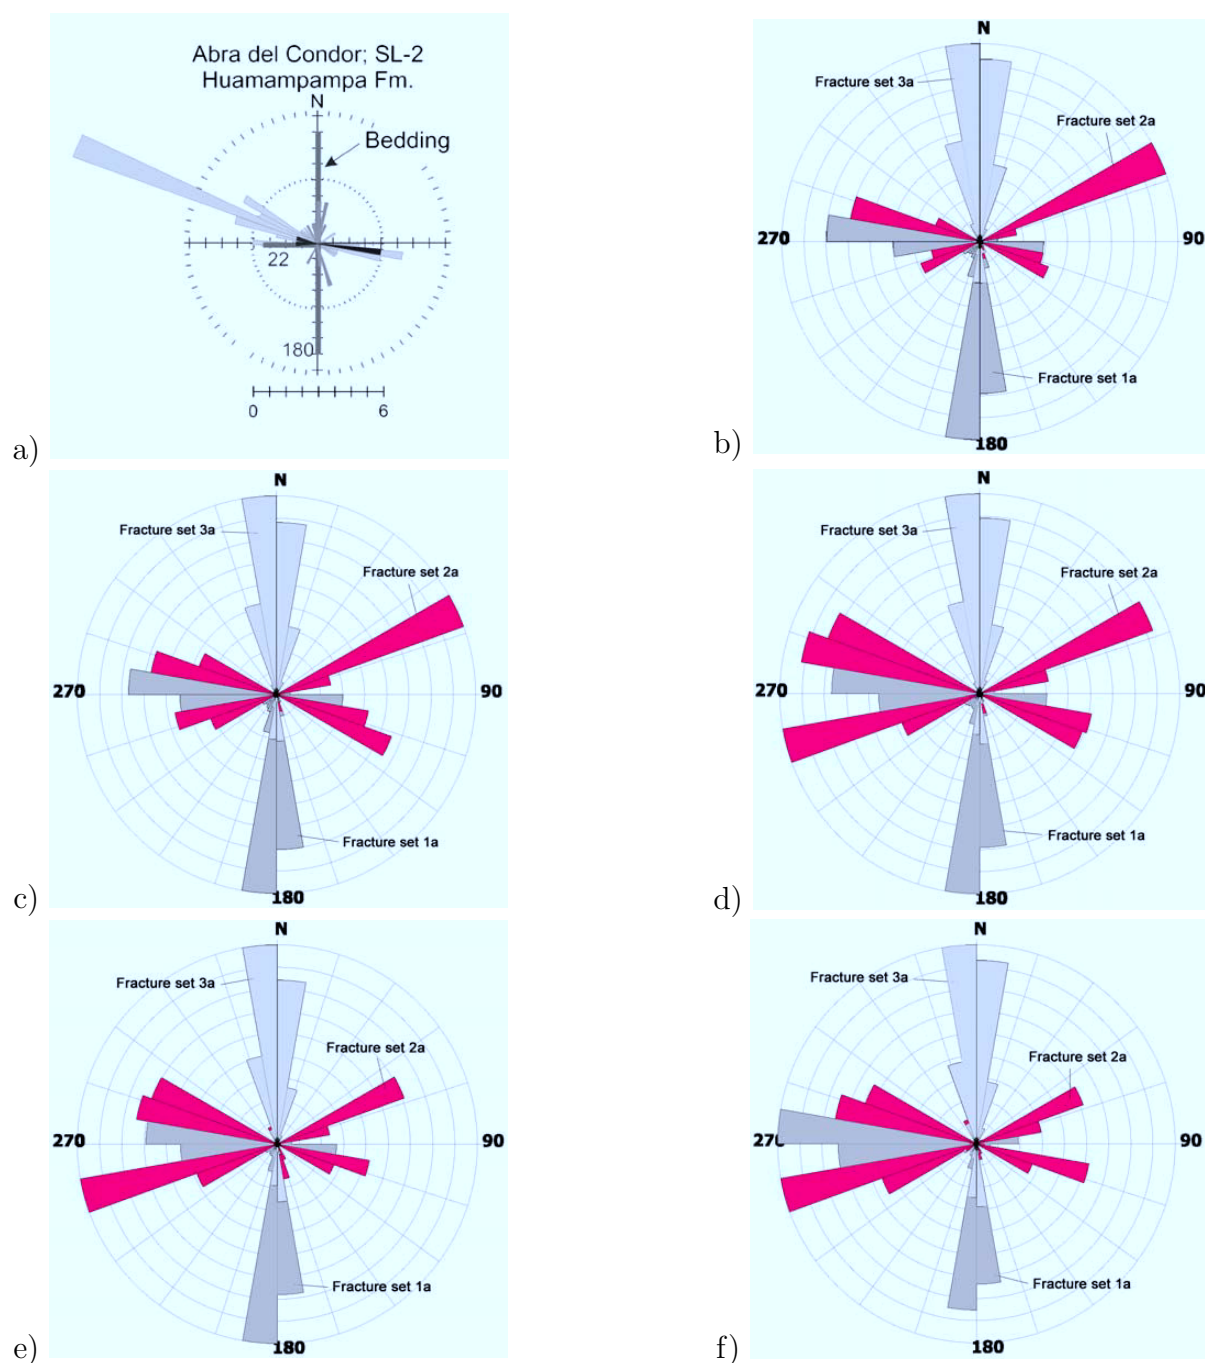 Abra del Condor; SL-2
Huamampampa Fm.
N
Bedding
22
180
0 6
a)
N
Fracture set 3a
Fracture set 2a
270 90
Fracture set 1a
180
b)
N
Fracture set 3a
Fracture set 2a
270 90
Fracture set 1a
180
c)
N
Fracture set 3a
Fracture set 2a
270 90
Fracture set 1a
180
d)
N
Fracture set 3a
Fracture set 2a
270 90
Fracture set 1a
180
e)
N
Fracture set 3a
Fracture set 2a
270 90
Fracture set 1a
180
f)